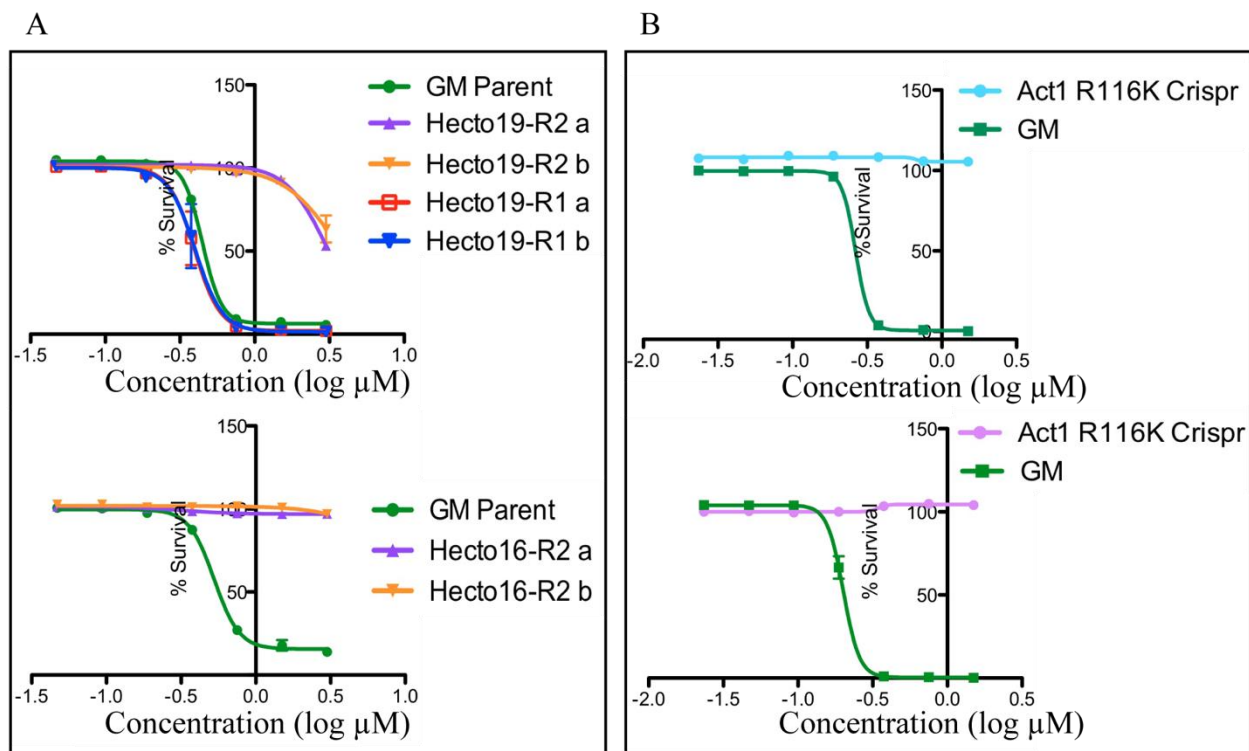 A
B
150
100
50
% Survival
-1.5 -1.0 -0.5 0.0 0.5 1.0
Concentration (log µM)
GM Parent
Hecto19-R2 a
Hecto19-R2 b
Hecto19-R1 a
Hecto19-R1 b
150
100
50
% Survival
-1.5 -1.0 -0.5 0.0 0.5 1.0
Concentration (log µM)
GM Parent
Hecto16-R2 a
Hecto16-R2 b
150
100
50
0
%Survival
-2.0 -1.5 -1.0 -0.5 0.0 0.5
Concentration (log µM)
Act1 R116K Crispr
GM
150
100
50
% Survival
-2.0 -1.5 -1.0 -0.5 0.0 0.5
Concentration (log µM)
Act1 R116K Crispr
GM